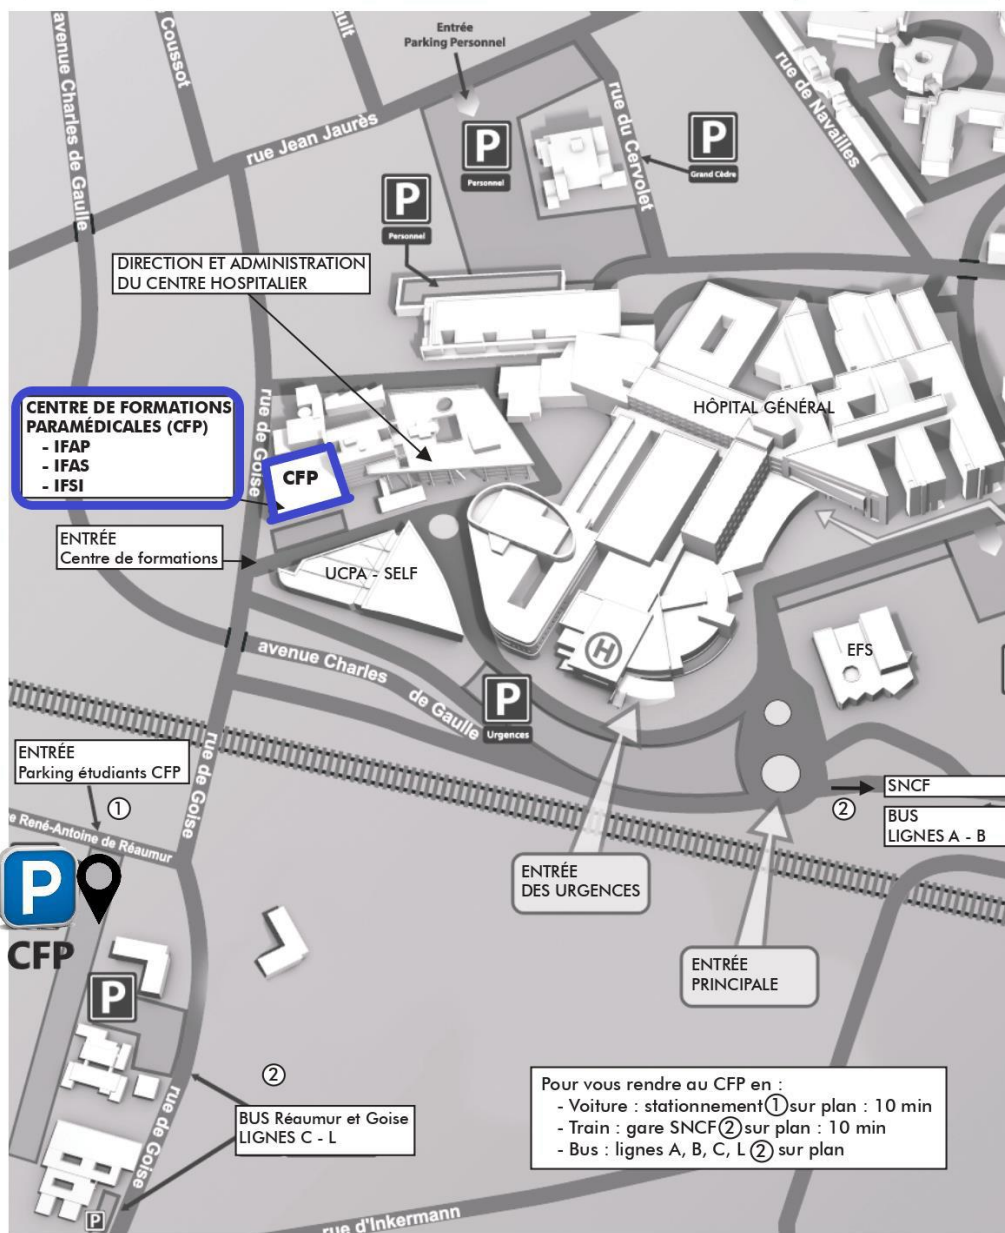 Entrée
Parking Personnel
avenue Charles de Gaulle
Coussot
rue Jean Jaurès
rue du Cervolet
rue de Navailles
P
Personnel
P
Grand Cèdre
P
Personnel
DIRECTION ET ADMINISTRATION
DU CENTRE HOSPITALIER
CENTRE DE FORMATIONS
PARAMÉDICALES (CFP)
- IFAP
- IFAS
- IFSI
rue de Goise
CFP
HÔPITAL GÉNÉRAL
ENTRÉE
Centre de formations
UCPA - SELF
EFS
H
avenue Charles
de Gaulle
P
Urgences
ENTRÉE
Parking étudiants CFP
rue de Goise
1
René-Antoine de Réaumur
SNCF
2
BUS
LIGNES A - B
ENTRÉE
DES URGENCES
P
CFP
ENTRÉE
PRINCIPALE
P
2
BUS Réaumur et Goise
LIGNES C - L
rue de Goise
Pour vous rendre au CFP en :
- Voiture : stationnement 1 sur plan : 10 min
- Train : gare SNCF 2 sur plan : 10 min
- Bus : lignes A, B, C, L 2 sur plan
P
rue d'Inkermann